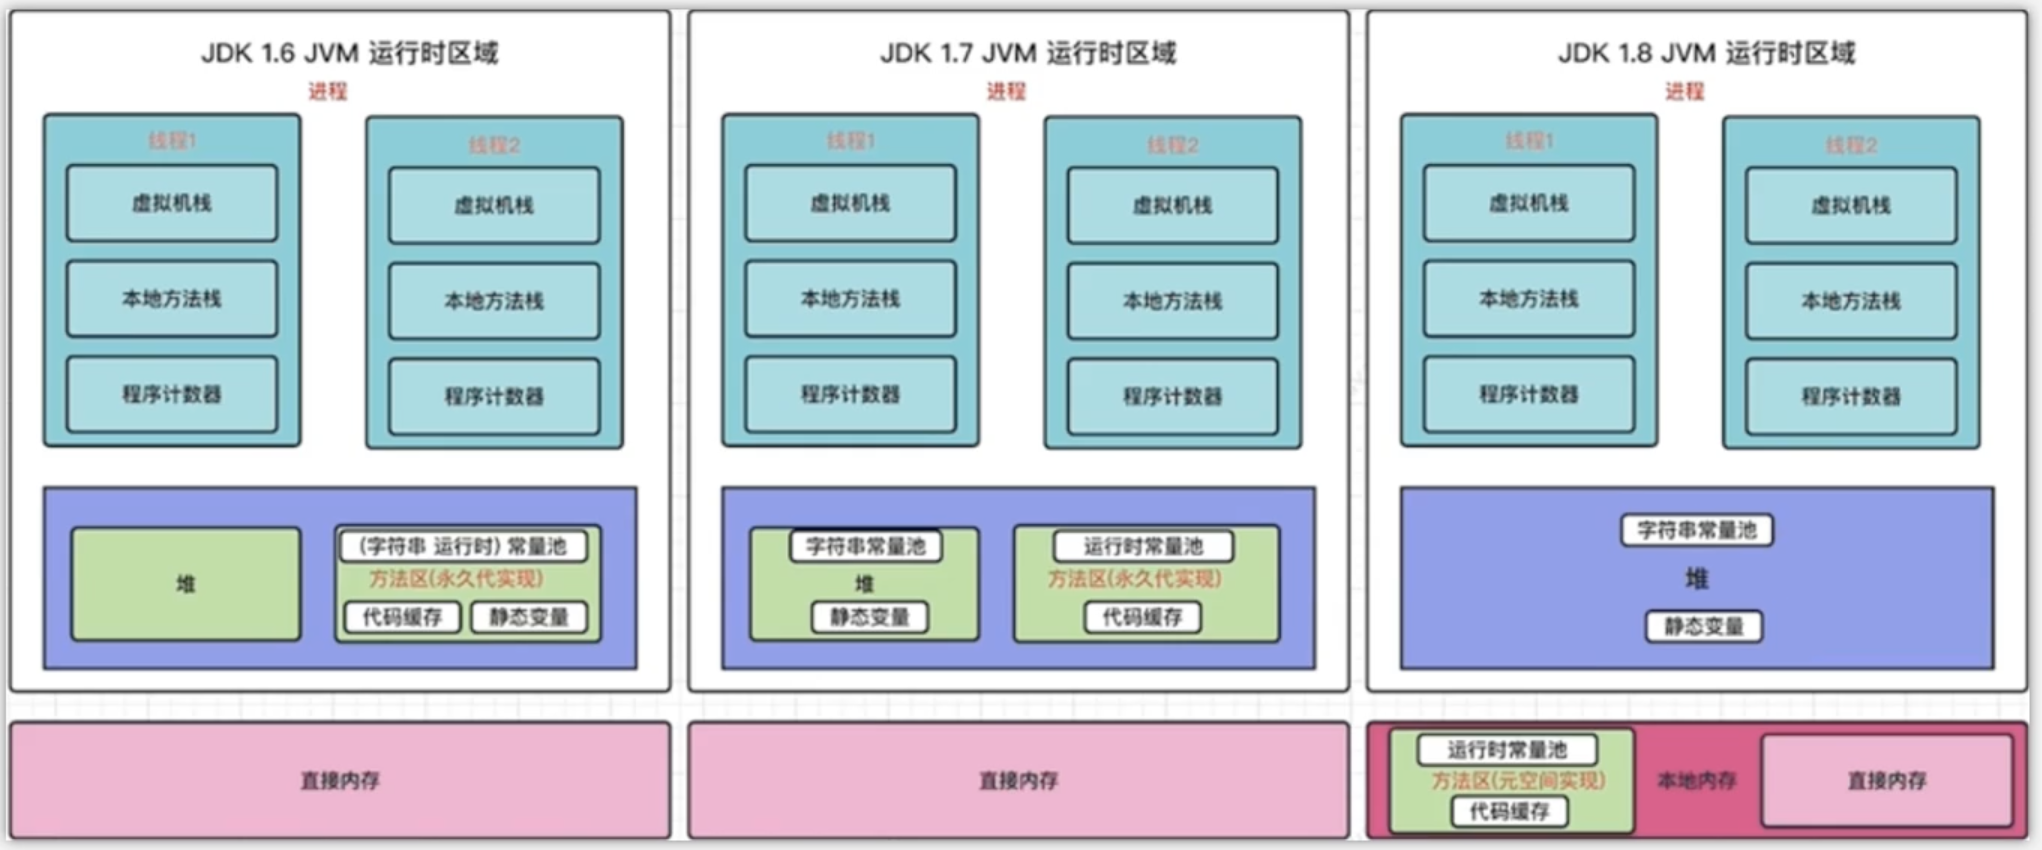 JDK 1.6 JVM 运行时区域
进程
线程1
虚拟机栈
本地方法栈
程序计数器
线程2
虚拟机栈
本地方法栈
程序计数器
堆
(字符串 运行时) 常量池
方法区(永久代实现)
代码缓存
静态变量
直接内存
JDK 1.7 JVM 运行时区域
进程
线程1
虚拟机栈
本地方法栈
程序计数器
线程2
虚拟机栈
本地方法栈
程序计数器
字符串常量池
堆
静态变量
运行时常量池
方法区(永久代实现)
代码缓存
直接内存
JDK 1.8 JVM 运行时区域
进程
线程1
虚拟机栈
本地方法栈
程序计数器
线程2
虚拟机栈
本地方法栈
程序计数器
字符串常量池
堆
静态变量
运行时常量池
方法区(元空间实现)
代码缓存
本地内存
直接内存